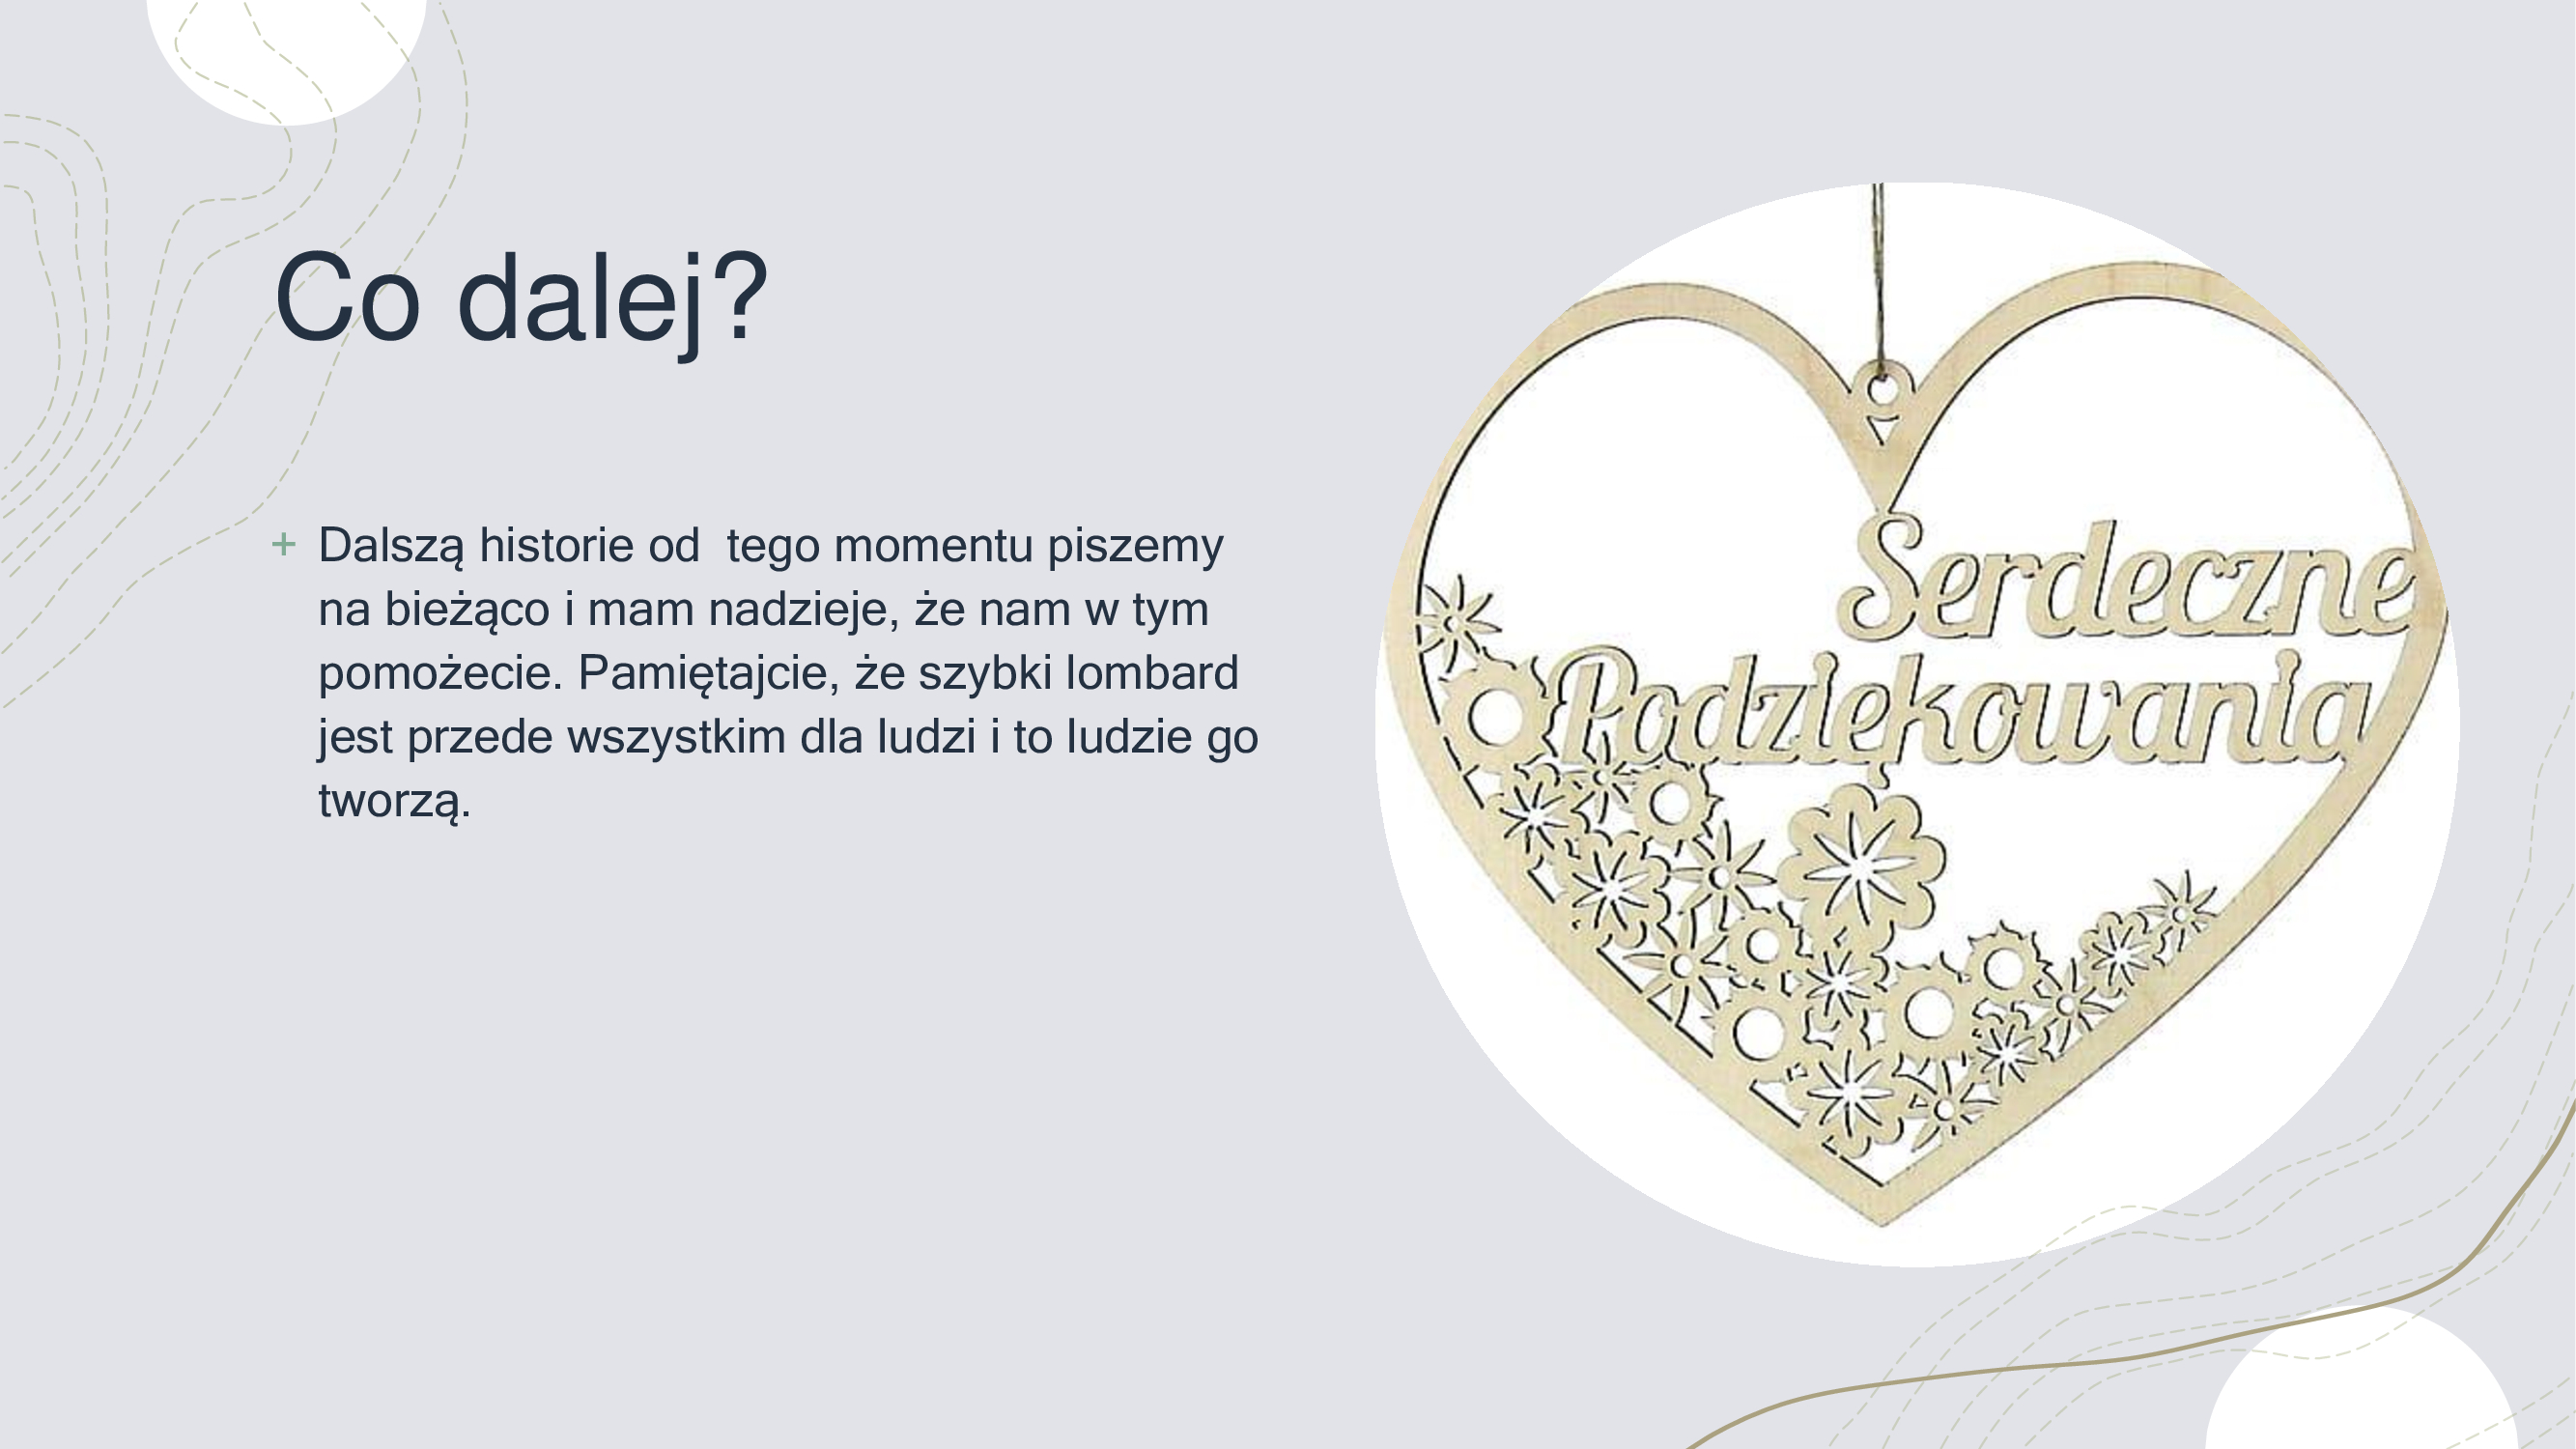 Co dalej?
+ Dalszą historie od  tego momentu piszemy
na bieżąco i mam nadzieje, że nam w tym
pomożecie. Pamiętajcie, że szybki lombard
jest przede wszystkim dla ludzi i to ludzie go
tworzą.
Serdeczne
Podziękowania